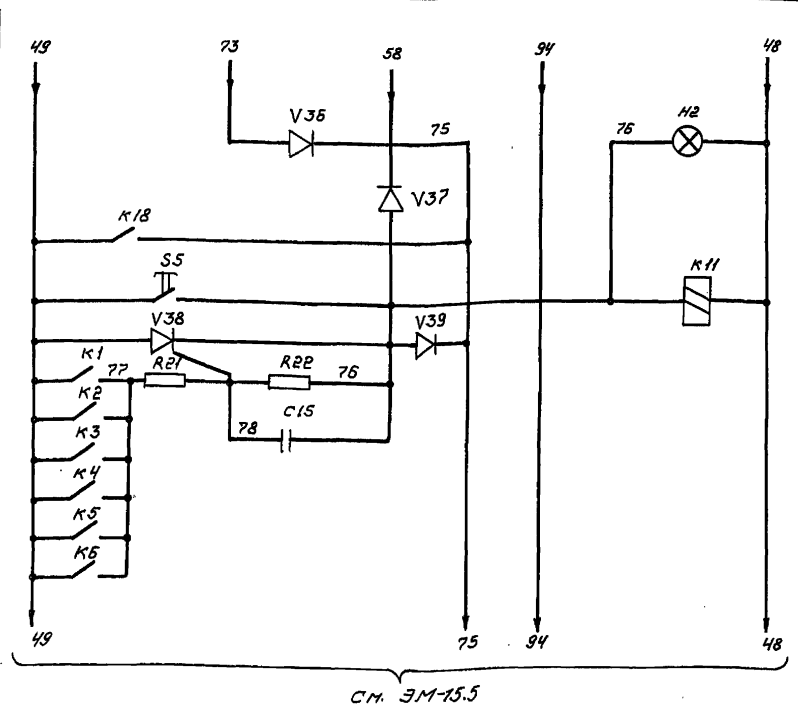 49 73 58 94 48
H2
V36 75 76
V37
K18
S5 K11
V38 V39
K1 77 R21 R22 76
K2 C15
78
K3
K4
K5
K6
49 75 94 48
См. ЭМ-15.5